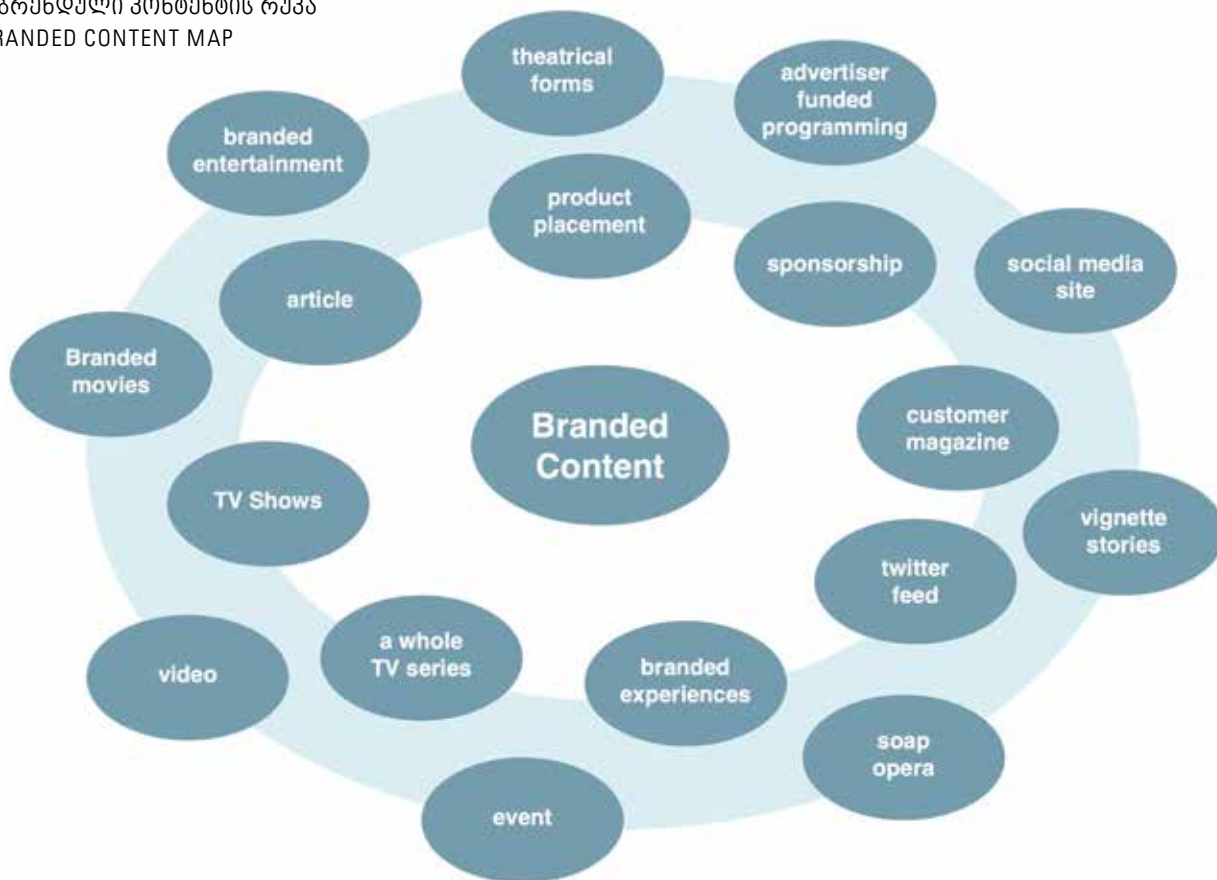 ბრენდული კონტენტის რუკა
BRANDED CONTENT MAP
theatrical
forms
advertiser
funded
programming
branded
entertainment
product
placement
sponsorship
social media
site
article
Branded
movies
Branded
Content
customer
magazine
TV Shows
vignette
stories
twitter
feed
a whole
TV series
branded
experiences
video
soap
opera
event